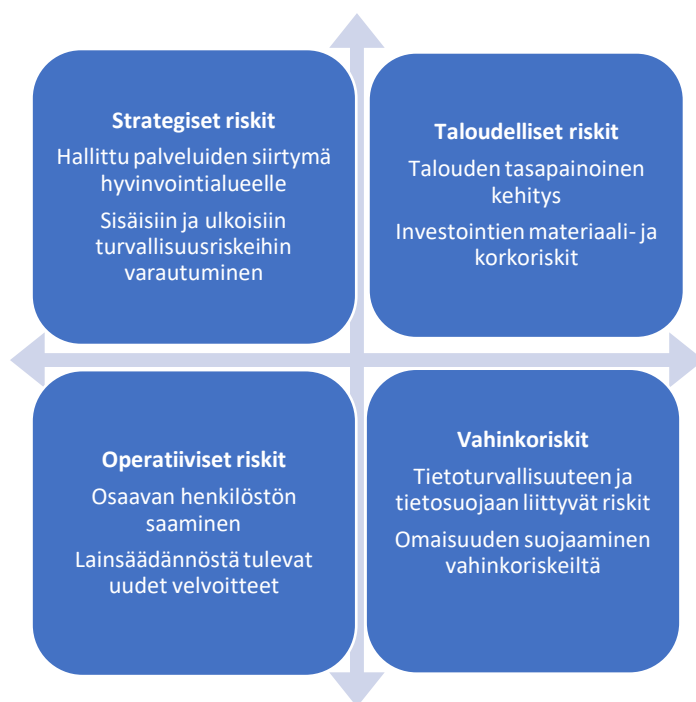 Strategiset riskit
Hallittu palveluiden siirtymä
hyvinvointialueelle
Sisäisiin ja ulkoisiin
turvallisuusriskeihin
varautuminen
Taloudelliset riskit
Talouden tasapainoinen
kehitys
Investointien materiaali- ja
korkoriskit
Operatiiviset riskit
Osaavan henkilöstön
saaminen
Lainsäädännöstä tulevat
uudet velvoitteet
Vahinkoriskit
Tietoturvallisuuteen ja
tietosuojaan liittyvät riskit
Omaisuuden suojaaminen
vahinkoriskeiltä